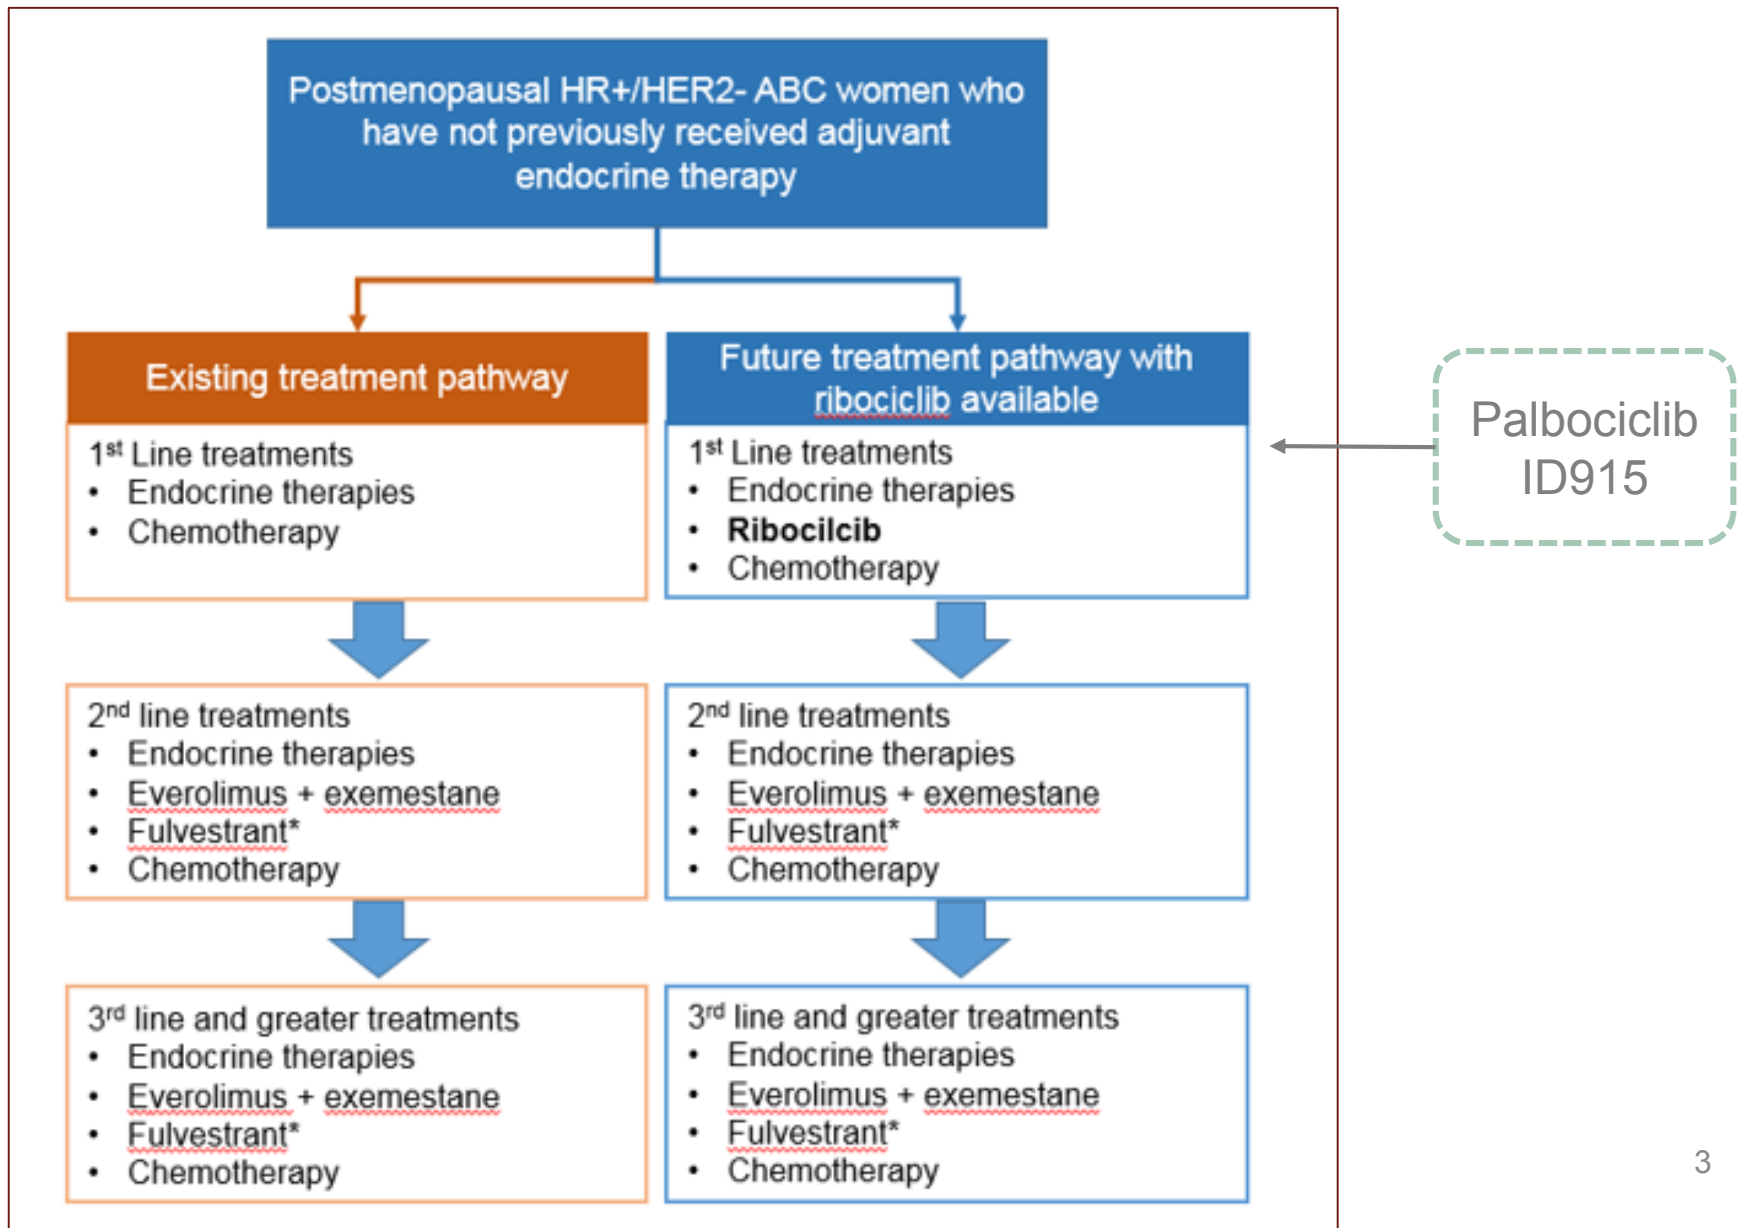 Postmenopausal HR+/HER2- ABC women who
have not previously received adjuvant
endocrine therapy
Existing treatment pathway
1st Line treatments
• Endocrine therapies
• Chemotherapy
2nd line treatments
• Endocrine therapies
• Everolimus + exemestane
• Fulvestrant*
• Chemotherapy
3rd line and greater treatments
• Endocrine therapies
• Everolimus + exemestane
• Fulvestrant*
• Chemotherapy
Future treatment pathway with
ribociclib available
1st Line treatments
• Endocrine therapies
• Ribocilcib
• Chemotherapy
2nd line treatments
• Endocrine therapies
• Everolimus + exemestane
• Fulvestrant*
• Chemotherapy
3rd line and greater treatments
• Endocrine therapies
• Everolimus + exemestane
• Fulvestrant*
• Chemotherapy
Palbociclib
ID915
3